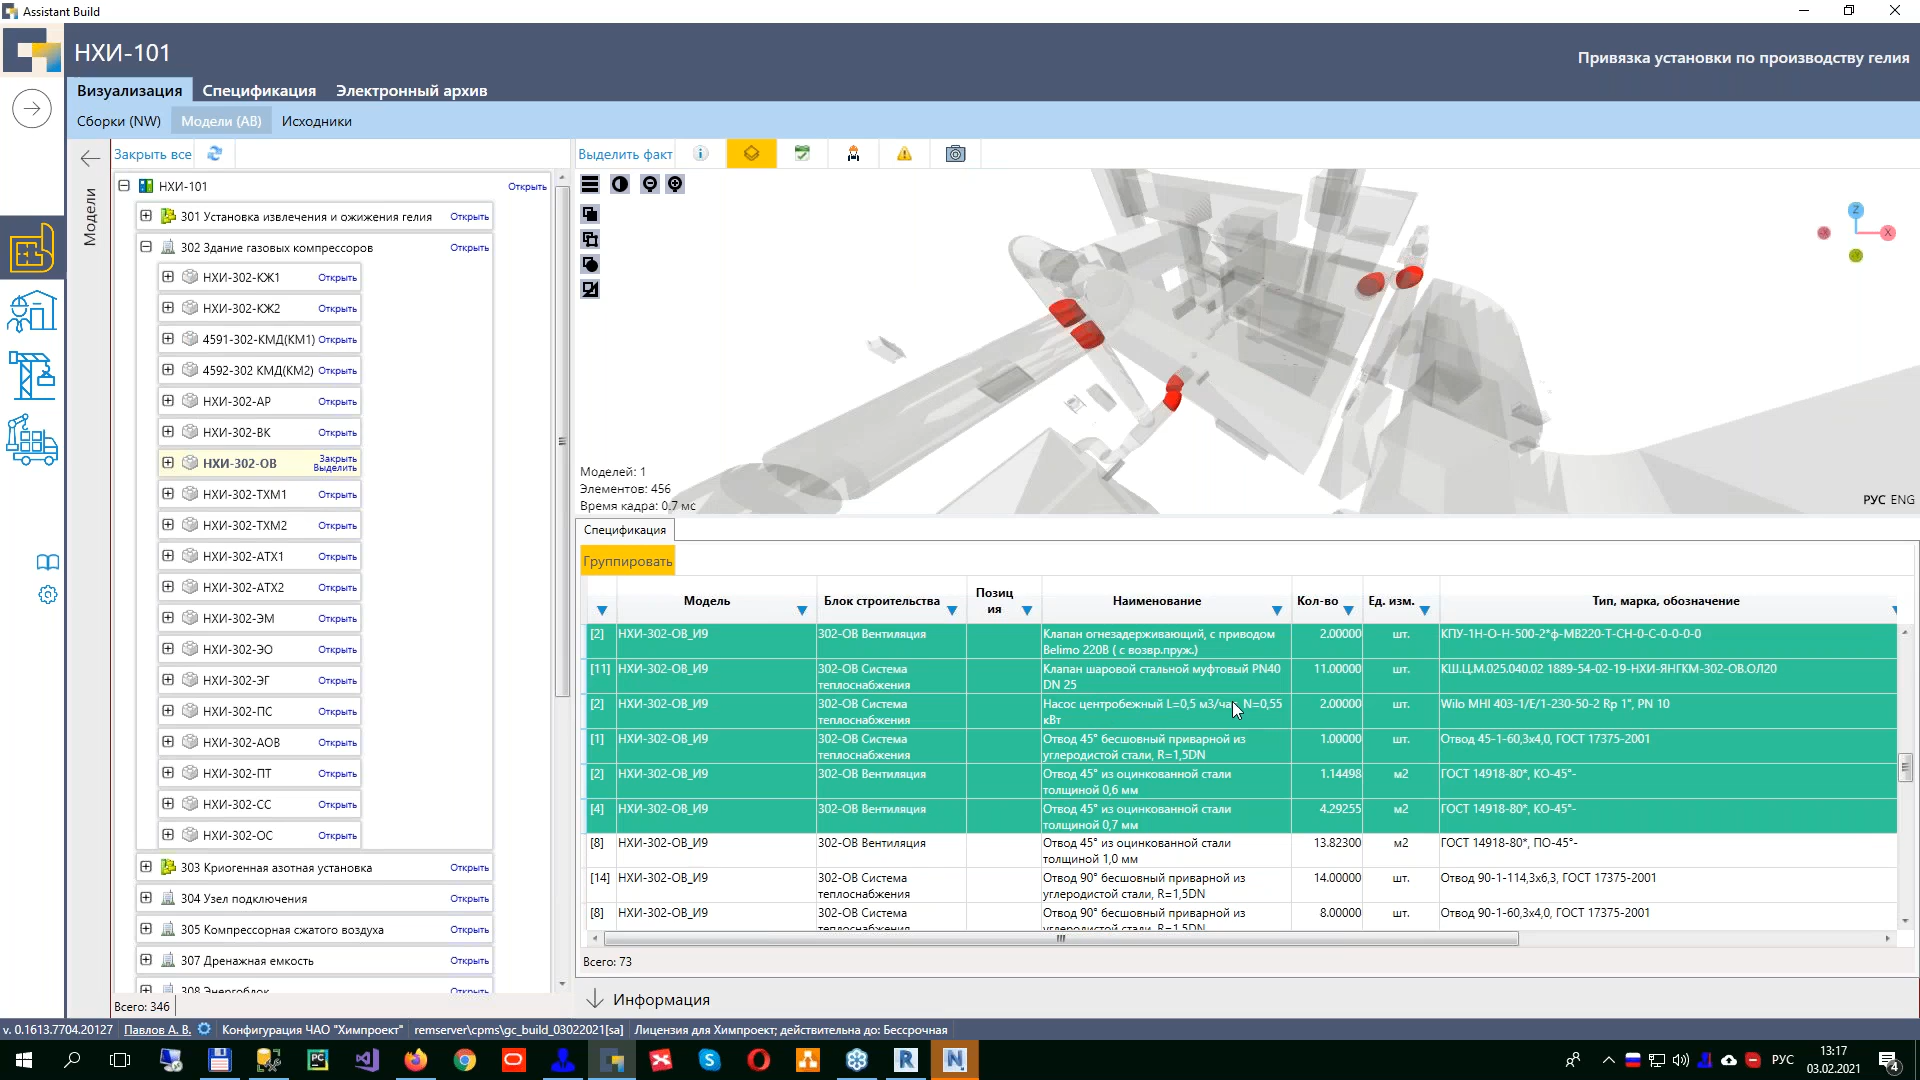 Assistant Build
НХИ-101
Привязка установки по производству гелия
Визуализация Спецификация Электронный архив
Сборки (NW) Модели (АВ) Исходники
Модели
Закрыть все
НХИ-101 Открыть
301 Установка извлечения и ожижения гелия Открыть
302 Здание газовых компрессоров Открыть
НХИ-302-КЖ1 Открыть
НХИ-302-КЖ2 Открыть
4591-302-КМД(КМ1) Открыть
4592-302 КМД(КМ2) Открыть
НХИ-302-АР Открыть
НХИ-302-ВК Открыть
НХИ-302-ОВ Закрыть
Выделить
НХИ-302-ТХМ1 Открыть
НХИ-302-ТХМ2 Открыть
НХИ-302-АТХ1 Открыть
НХИ-302-АТХ2 Открыть
НХИ-302-ЭМ Открыть
НХИ-302-ЭО Открыть
НХИ-302-ЭГ Открыть
НХИ-302-ПС Открыть
НХИ-302-АОВ Открыть
НХИ-302-ПТ Открыть
НХИ-302-СС Открыть
НХИ-302-ОС Открыть
303 Криогенная азотная установка Открыть
304 Узел подключения Открыть
305 Компрессорная сжатого воздуха Открыть
307 Дренажная емкость Открыть
308 Энергоблок Открыть
Всего: 346
Выделить факт
Z
X
-X
-Y
Моделей: 1
Элементов: 456
Время кадра: 0.7 мс
РУС ENG
Спецификация
Группировать
Модель Блок строительства Позиц
ия Наименование Кол-во Ед. изм. Тип, марка, обозначение
[2] НХИ-302-ОВ_И9 302-ОВ Вентиляция Клапан огнезадерживающий, с приводом 2.00000 шт. КПУ-1Н-О-Н-500-2*ф-МВ220-Т-СН-0-С-0-0-0-0
Belimo 220В ( с возвр.пруж.)
[11] НХИ-302-ОВ_И9 302-ОВ Система Клапан шаровой стальной муфтовый PN40 11.00000 шт. КШ.Ц.М.025.040.02 1889-54-02-19-НХИ-ЯНГКМ-302-ОВ.ОЛ20
теплоснабжения DN 25
[2] НХИ-302-ОВ_И9 302-ОВ Система Насос центробежный L=0,5 м3/час, N=0,55 2.00000 шт. Wilo MHI 403-1/E/1-230-50-2 Rp 1", PN 10
теплоснабжения кВт
[1] НХИ-302-ОВ_И9 302-ОВ Система Отвод 45° бесшовный приварной из 1.00000 шт. Отвод 45-1-60,3х4,0, ГОСТ 17375-2001
теплоснабжения углеродистой стали, R=1,5DN
[2] НХИ-302-ОВ_И9 302-ОВ Вентиляция Отвод 45° из оцинкованной стали 1.14498 м2 ГОСТ 14918-80*, КО-45°-
толщиной 0,6 мм
[4] НХИ-302-ОВ_И9 302-ОВ Вентиляция Отвод 45° из оцинкованной стали 4.29255 м2 ГОСТ 14918-80*, КО-45°-
толщиной 0,7 мм
[8] НХИ-302-ОВ_И9 302-ОВ Вентиляция Отвод 45° из оцинкованной стали 13.82300 м2 ГОСТ 14918-80*, ПО-45°-
толщиной 1,0 мм
[14] НХИ-302-ОВ_И9 302-ОВ Система Отвод 90° бесшовный приварной из 14.00000 шт. Отвод 90-1-114,3х6,3, ГОСТ 17375-2001
теплоснабжения углеродистой стали, R=1,5DN
[8] НХИ-302-ОВ_И9 302-ОВ Система Отвод 90° бесшовный приварной из 8.00000 шт. Отвод 90-1-60,3х4,0, ГОСТ 17375-2001
теплоснабжения углеродистой стали, R=1,5DN
Всего: 73
Информация
v. 0.1613.7704.20127 Павлов А. В. Конфигурация ЧАО "Химпроект" remserver\cpms\gc_build_03022021[sa] Лицензия для Химпроект; действительна до: Бессрочная
РУС
13:17
03.02.2021
4